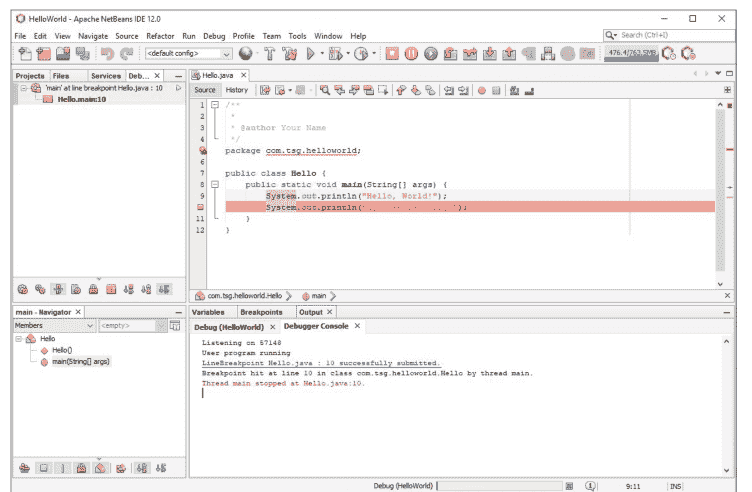 HelloWorld - Apache NetBeans IDE 12.0
File Edit View Navigate Source Refactor Run Debug Profile Team Tools Window Help
Search (Ctrl+I)
<default config>
476.4/763.5MB
Projects Files Services Deb...
Hello.java
'main' at line breakpoint Hello.java : 10
Hello.main:10
Source History
1 /**
2 *
3 * @author Your Name
4 */
package com.tsg.helloworld;
6
7 public class Hello {
8 public static void main(String[] args) {
9 System.out.println("Hello, World!");
System.out.println(
11 }
12 }
com.tsg.helloworld.Hello main
main - Navigator
Members <empty>
Hello
Hello()
main(String[] args)
Variables Breakpoints Output
Debug (HelloWorld) Debugger Console
Listening on 57148
User program running
LineBreakpoint Hello.java : 10 successfully submitted.
Breakpoint hit at line 10 in class com.tsg.helloworld.Hello by thread main.
Thread main stopped at Hello.java:10.
Debug (HelloWorld)
9:11 INS